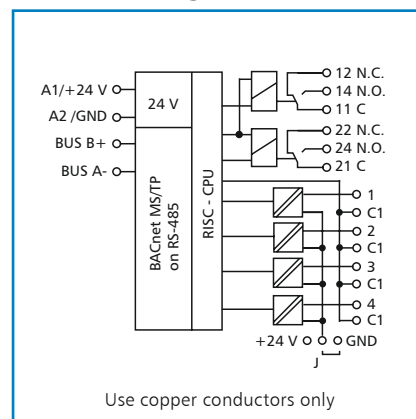 A1/+24 V
A2 /GND
BUS B+
BUS A-
24 V
BACnet MS/TP
on RS-485
RISC - CPU
12 N.C.
14 N.O.
11 C
22 N.C.
24 N.O.
21 C
1
C1
2
C1
3
C1
4
C1
+24 V
GND
J
Use copper conductors only